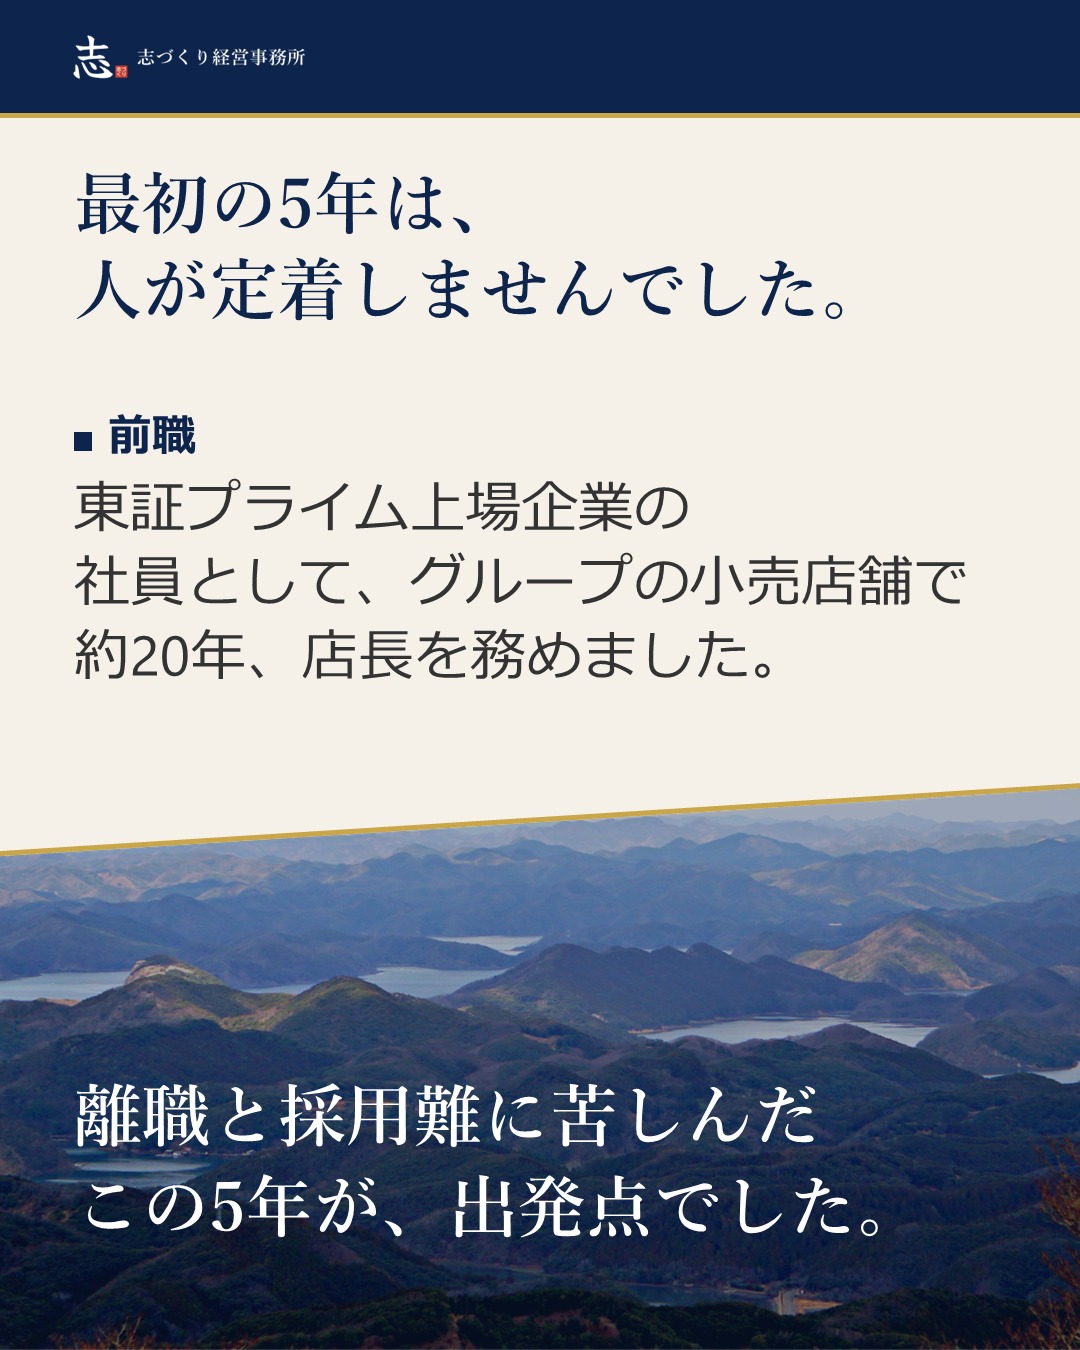 志 志づくり経営事務所
最初の5年は、
人が定着しませんでした。
■ 前職
東証プライム上場企業の
社員として、グループの小売店舗で
約20年、店長を務めました。
離職と採用難に苦しんだ
この5年が、出発点でした。